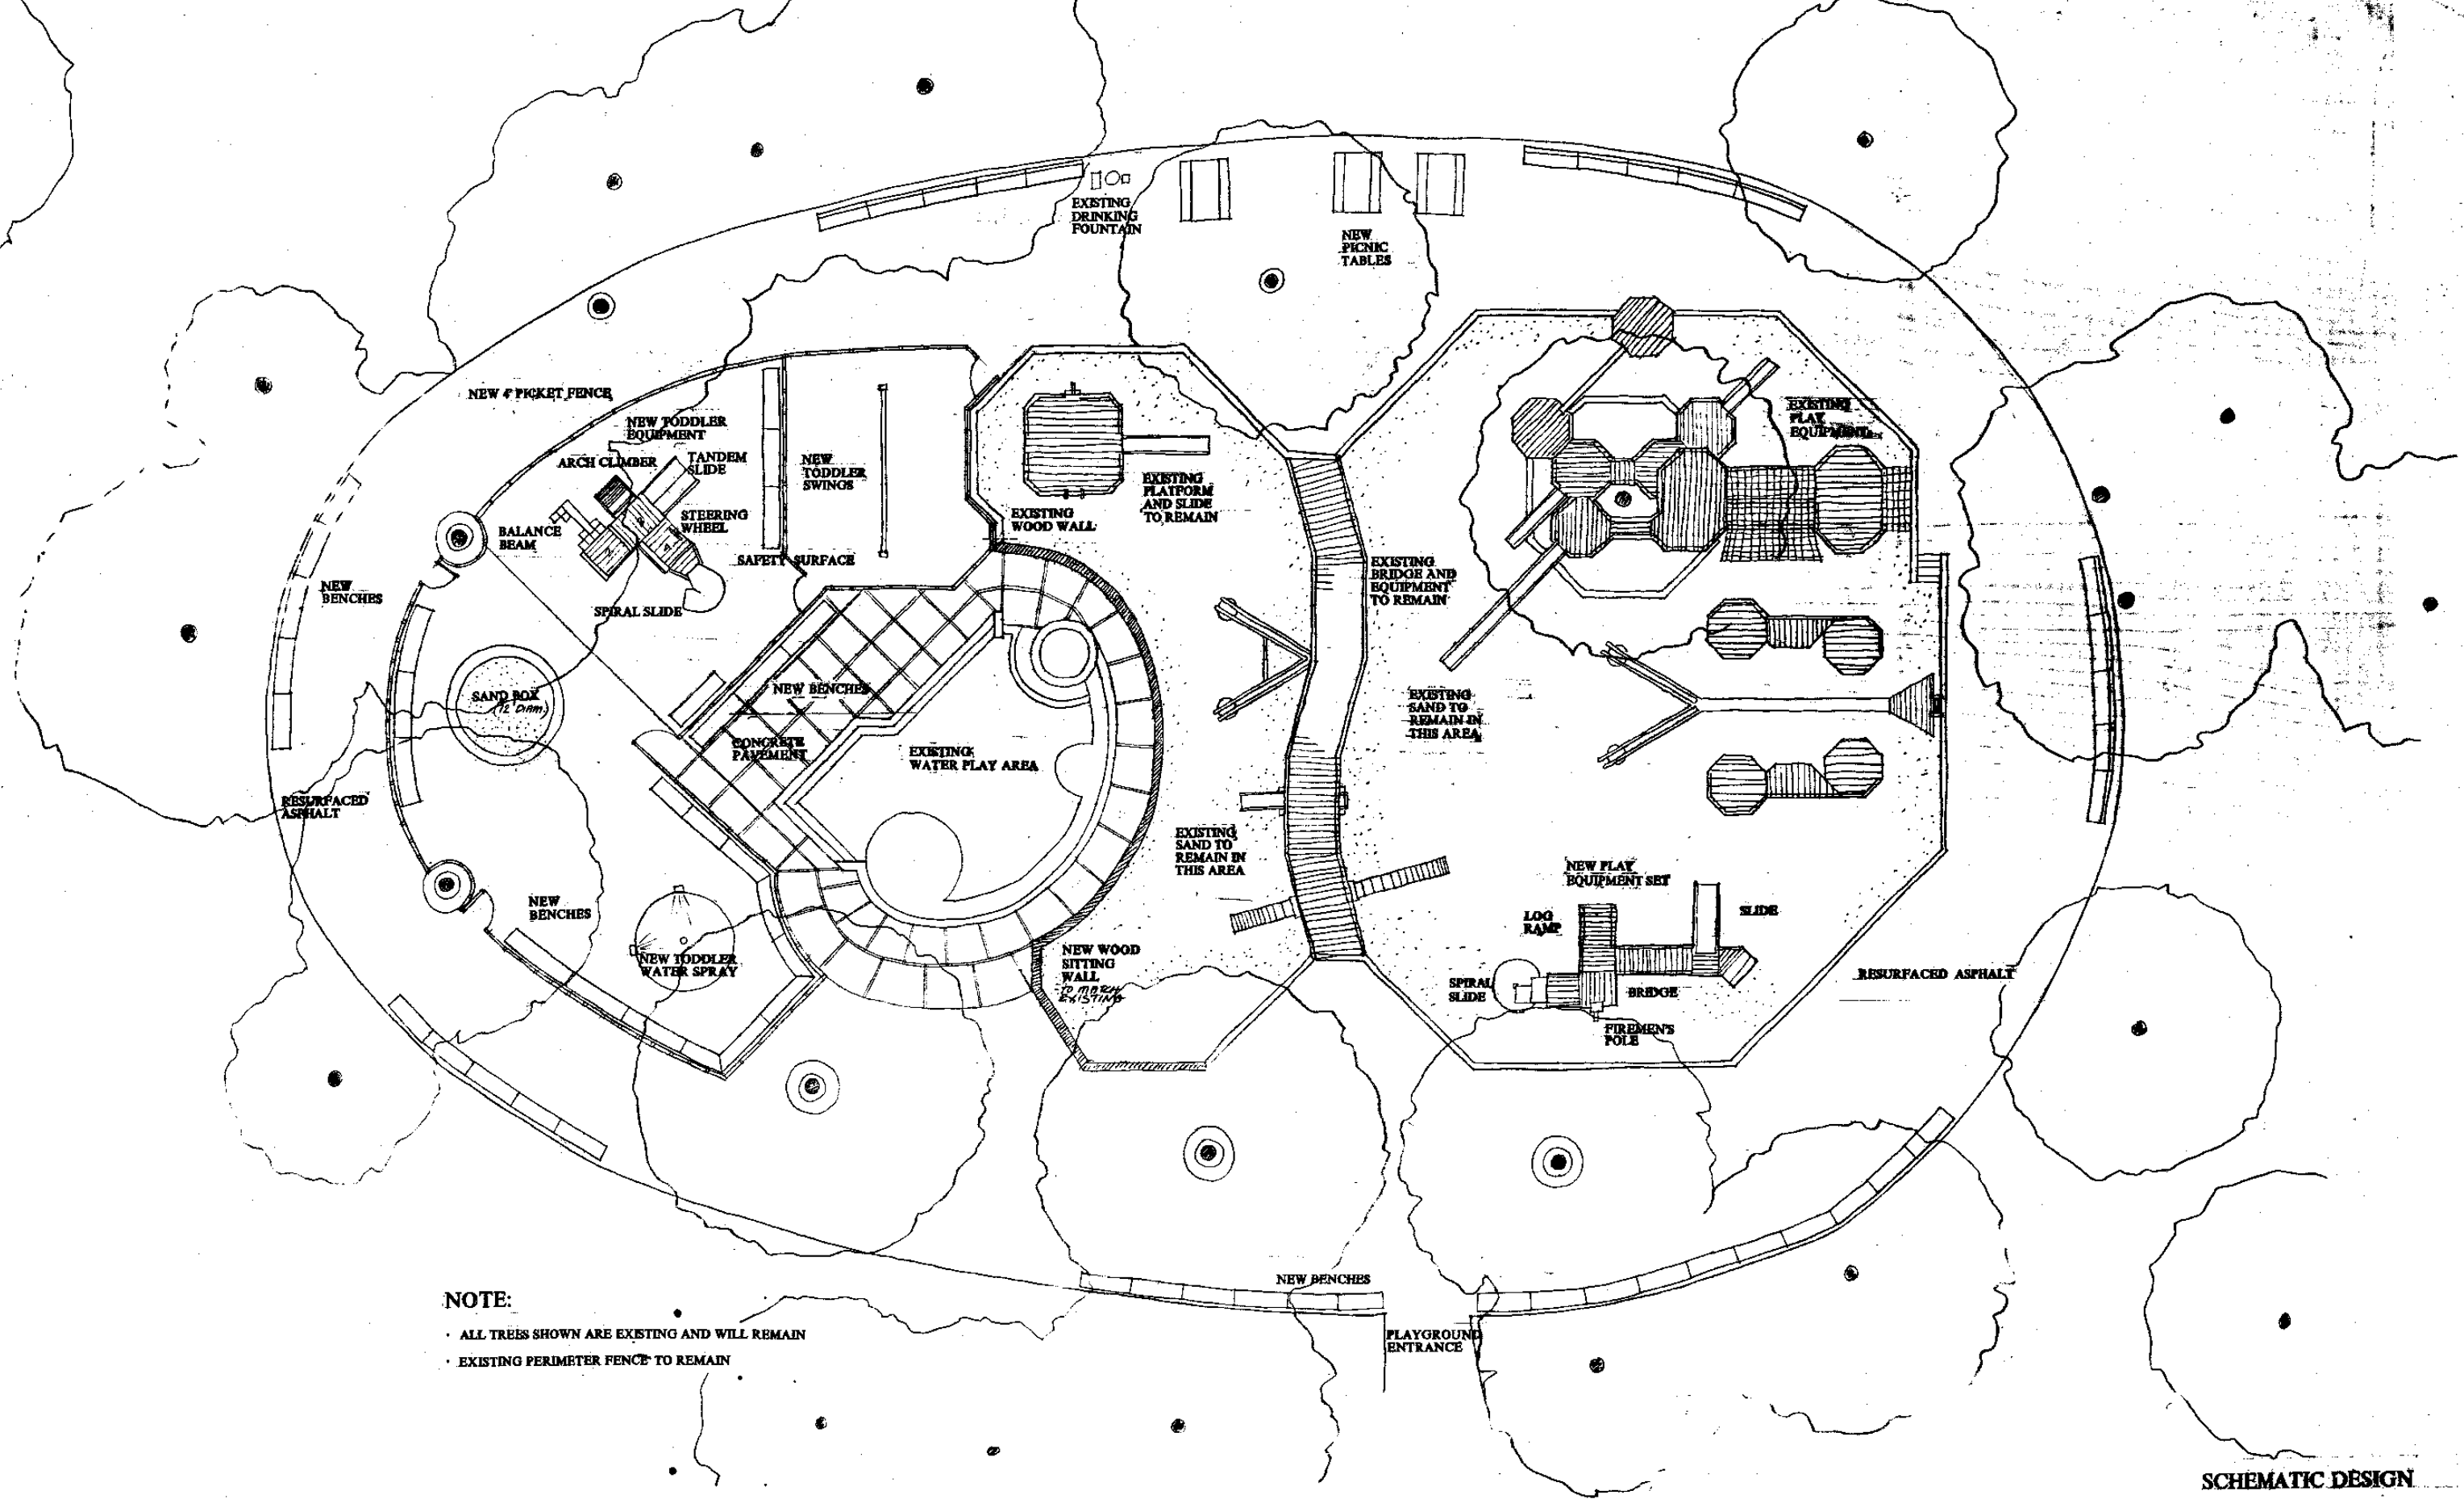 EXISTING
DRINKING
FOUNTAIN
NEW
PICNIC
TABLES
NEW 4' PICKET FENCE
NEW TODDLER
EQUIPMENT
ARCH CLIMBER
TANDEM
SLIDE
NEW
TODDLER
SWINGS
STEERING
WHEEL
BALANCE
BEAM
SAFETY SURFACE
SPIRAL SLIDE
EXISTING
PLATFORM
AND SLIDE
TO REMAIN
EXISTING
WOOD WALL
EXISTING
PLAY
EQUIPMENT
EXISTING
BRIDGE AND
EQUIPMENT
TO REMAIN
NEW
BENCHES
SAND BOX
(12' DIAM.)
NEW BENCHES
CONCRETE
PAVEMENT
EXISTING
WATER PLAY AREA
EXISTING
SAND TO
REMAIN IN
THIS AREA
RESURFACED
ASPHALT
EXISTING
SAND TO
REMAIN IN
THIS AREA
NEW PLAY
EQUIPMENT SET
LOG
RAMP
SLIDE
NEW
BENCHES
NEW TODDLER
WATER SPRAY
NEW WOOD
SITTING
WALL
TO MATCH
EXISTING
SPIRAL
SLIDE
BRIDGE
FIREMEN'S
POLE
RESURFACED ASPHALT
NEW BENCHES
PLAYGROUND
ENTRANCE
NOTE:
· ALL TREES SHOWN ARE EXISTING AND WILL REMAIN
· EXISTING PERIMETER FENCE TO REMAIN
SCHEMATIC DESIGN